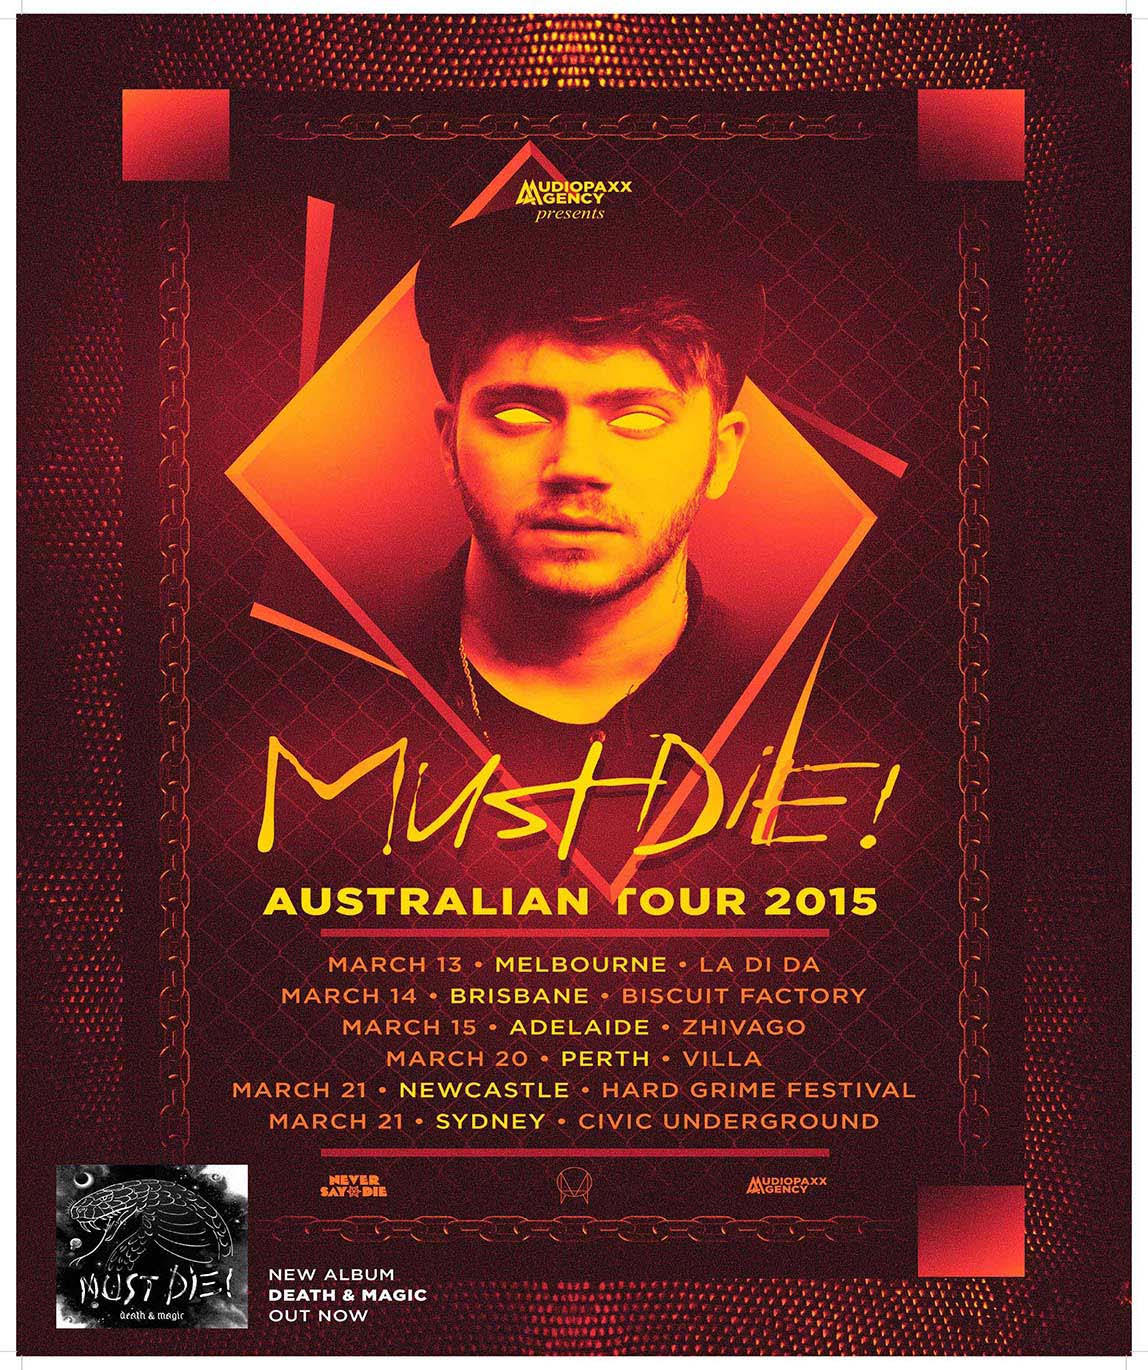 AUDIOPAXX
AGENCY
presents
MUST DiE!
AUSTRALIAN TOUR 2015
MARCH 13 • MELBOURNE • LA DI DA
MARCH 14 • BRISBANE • BISCUIT FACTORY
MARCH 15 • ADELAIDE • ZHIVAGO
MARCH 20 • PERTH • VILLA
MARCH 21 • NEWCASTLE • HARD GRIME FESTIVAL
MARCH 21 • SYDNEY • CIVIC UNDERGROUND
NEVER
SAY DIE
AUDIOPAXX
AGENCY
MUST DiE!
death & magic
NEW ALBUM
DEATH & MAGIC
OUT NOW